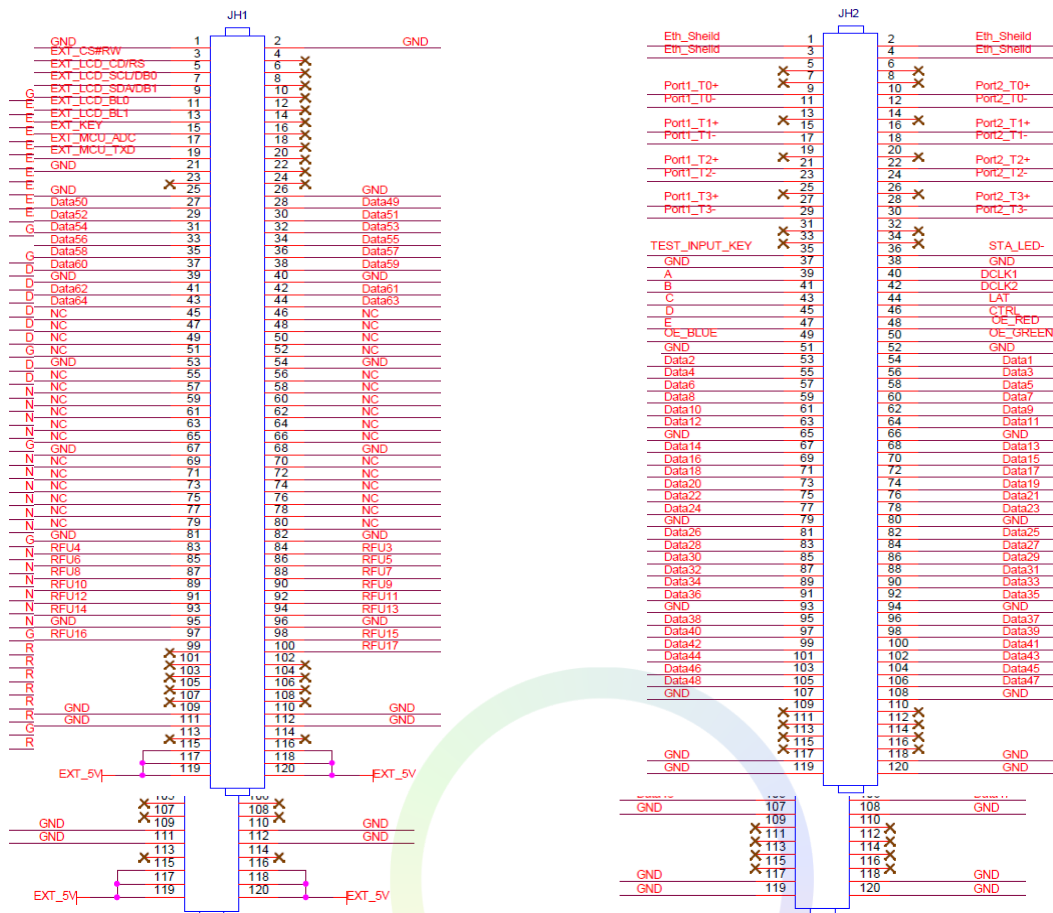 JH1
GND 1 2 GND
EXT_CS#RW 3 4
EXT_LCD_CD/RS 5 6
EXT_LCD_SCL/DB0 7 8
EXT_LCD_SDA/DB1 9 10
EXT_LCD_BL0 11 12
EXT_LCD_BL1 13 14
EXT_KEY 15 16
EXT_MCU_ADC 17 18
EXT_MCU_TXD 19 20
GND 21 22
23 24
GND 25 26 GND
Data50 27 28 Data49
Data52 29 30 Data51
Data54 31 32 Data53
Data56 33 34 Data55
Data58 35 36 Data57
Data60 37 38 Data59
GND 39 40 GND
Data62 41 42 Data61
Data64 43 44 Data63
NC 45 46 NC
NC 47 48 NC
NC 49 50 NC
NC 51 52 NC
GND 53 54 GND
NC 55 56 NC
NC 57 58 NC
NC 59 60 NC
NC 61 62 NC
NC 63 64 NC
NC 65 66 NC
GND 67 68 GND
NC 69 70 NC
NC 71 72 NC
NC 73 74 NC
NC 75 76 NC
NC 77 78 NC
NC 79 80 NC
GND 81 82 GND
RFU4 83 84 RFU3
RFU6 85 86 RFU5
RFU8 87 88 RFU7
RFU10 89 90 RFU9
RFU12 91 92 RFU11
RFU14 93 94 RFU13
GND 95 96 GND
RFU16 97 98 RFU15
99 100 RFU17
101 102
103 104
105 106
107 108
GND 109 110 GND
GND 111 112 GND
113 114
115 116
117 118
EXT_5V 119 120 EXT_5V
107 108
GND 109 110 GND
GND 111 112 GND
113 114
115 116
117 118
EXT_5V 119 120 EXT_5V
JH2
Eth_Sheild 1 2 Eth_Sheild
Eth_Sheild 3 4 Eth_Sheild
5 6
7 8
Port1_T0+ 9 10 Port2_T0+
Port1_T0- 11 12 Port2_T0-
13 14
Port1_T1+ 15 16 Port2_T1+
Port1_T1- 17 18 Port2_T1-
19 20
Port1_T2+ 21 22 Port2_T2+
Port1_T2- 23 24 Port2_T2-
25 26
Port1_T3+ 27 28 Port2_T3+
Port1_T3- 29 30 Port2_T3-
31 32
33 34
TEST_INPUT_KEY 35 36 STA_LED-
GND 37 38 GND
A 39 40 DCLK1
B 41 42 DCLK2
C 43 44 LAT
D 45 46 CTRL
E 47 48 OE_RED
OE_BLUE 49 50 OE_GREEN
GND 51 52 GND
Data2 53 54 Data1
Data4 55 56 Data3
Data6 57 58 Data5
Data8 59 60 Data7
Data10 61 62 Data9
Data12 63 64 Data11
GND 65 66 GND
Data14 67 68 Data13
Data16 69 70 Data15
Data18 71 72 Data17
Data20 73 74 Data19
Data22 75 76 Data21
Data24 77 78 Data23
GND 79 80 GND
Data26 81 82 Data25
Data28 83 84 Data27
Data30 85 86 Data29
Data32 87 88 Data31
Data34 89 90 Data33
Data36 91 92 Data35
GND 93 94 GND
Data38 95 96 Data37
Data40 97 98 Data39
Data42 99 100 Data41
Data44 101 102 Data43
Data46 103 104 Data45
Data48 105 106 Data47
GND 107 108 GND
109 110
111 112
113 114
115 116
GND 117 118 GND
GND 119 120 GND
GND 107 108 GND
109 110
111 112
113 114
115 116
GND 117 118 GND
GND 119 120 GND